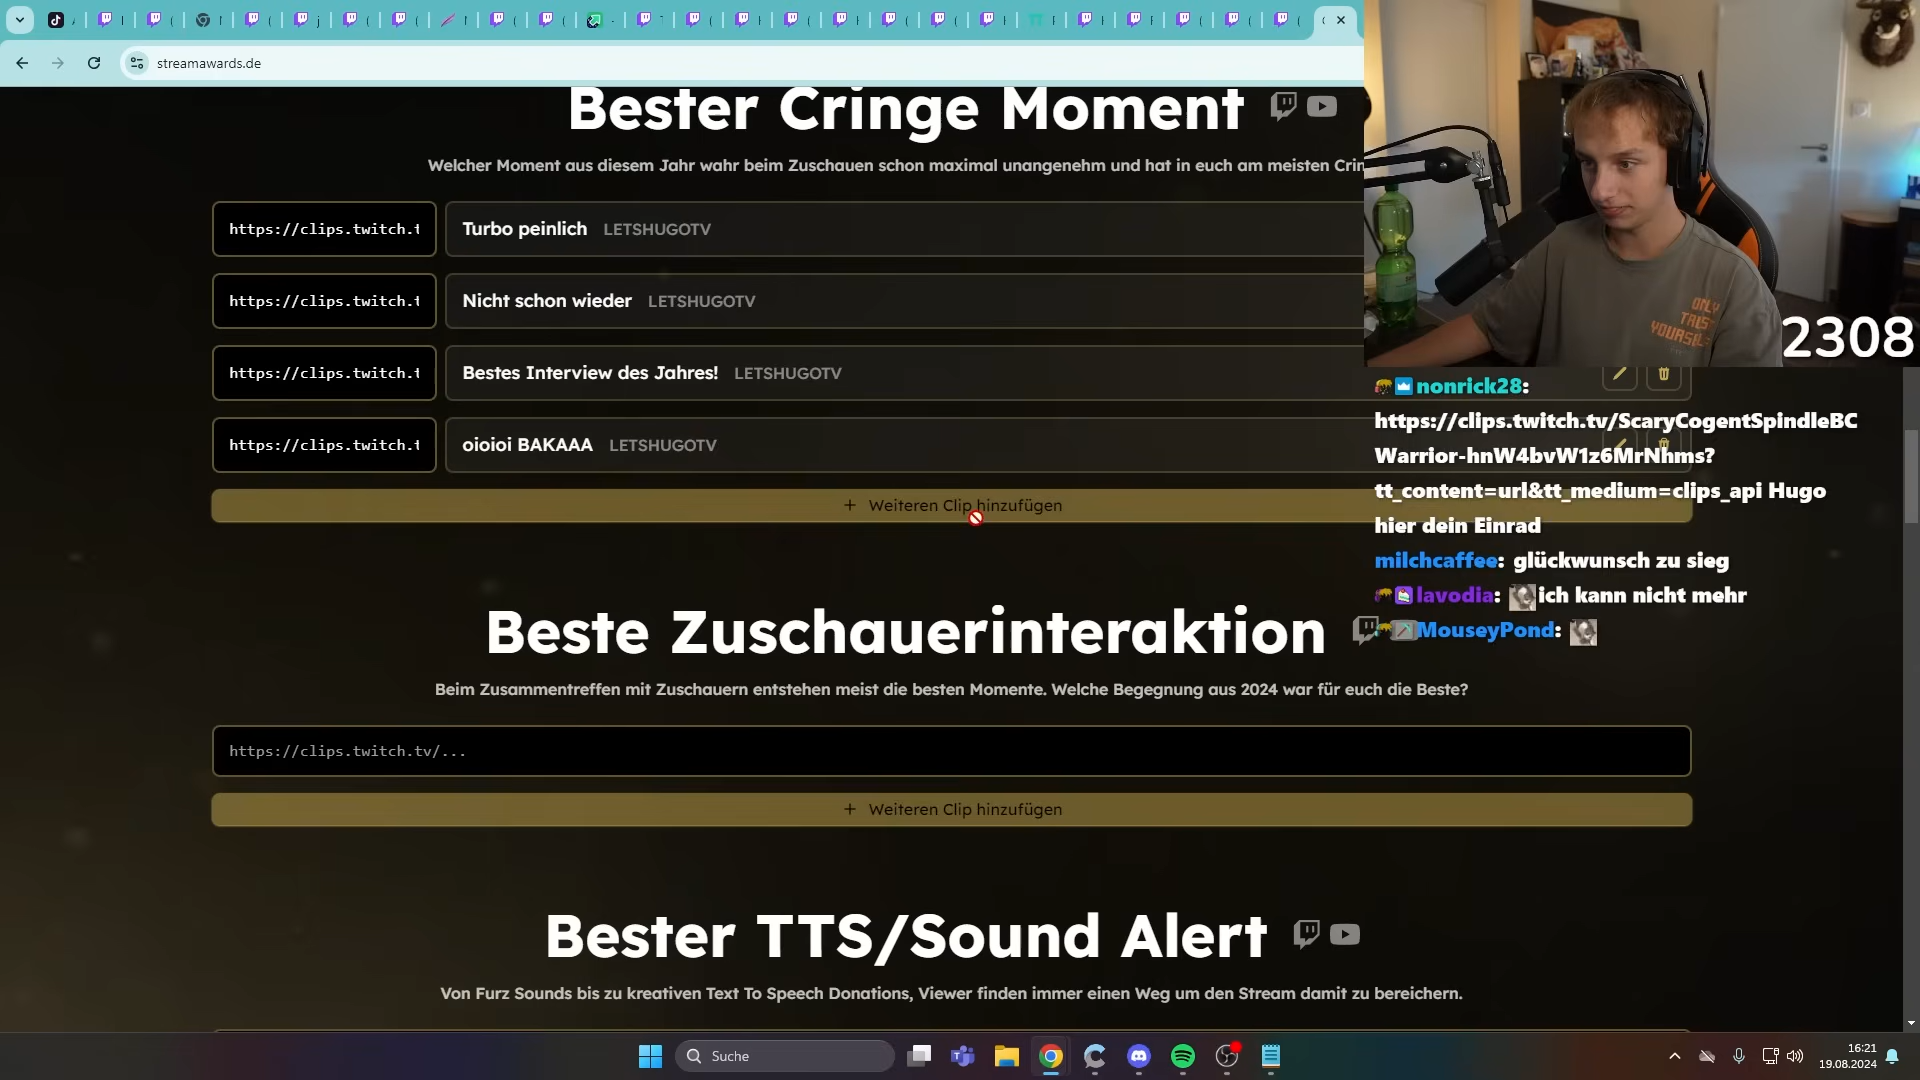 streamawards.de
Bester Cringe Moment
Welcher Moment aus diesem Jahr wahr beim Zuschauen schon maximal unangenehm und hat in euch am meisten Crin
https://clips.twitch.t
Turbo peinlich LETSHUGOTV
https://clips.twitch.t
Nicht schon wieder LETSHUGOTV
https://clips.twitch.t
Bestes Interview des Jahres! LETSHUGOTV
https://clips.twitch.t
oioioi BAKAAA LETSHUGOTV
+ Weiteren Clip hinzufügen
Beste Zuschauerinteraktion
Beim Zusammentreffen mit Zuschauern entstehen meist die besten Momente. Welche Begegnung aus 2024 war für euch die Beste?
https://clips.twitch.tv/...
+ Weiteren Clip hinzufügen
Bester TTS/Sound Alert
Von Furz Sounds bis zu kreativen Text To Speech Donations, Viewer finden immer einen Weg um den Stream damit zu bereichern.
ONLY
YOURSELF
2308
nonrick28:
https://clips.twitch.tv/ScaryCogentSpindleBC
Warrior-hnW4bvW1z6MrNhms?
tt_content=url&tt_medium=clips_api Hugo
hier dein Einrad
milchcaffee: glückwunsch zu sieg
lavodia: ich kann nicht mehr
MouseyPond:
Suche
16:21
19.08.2024